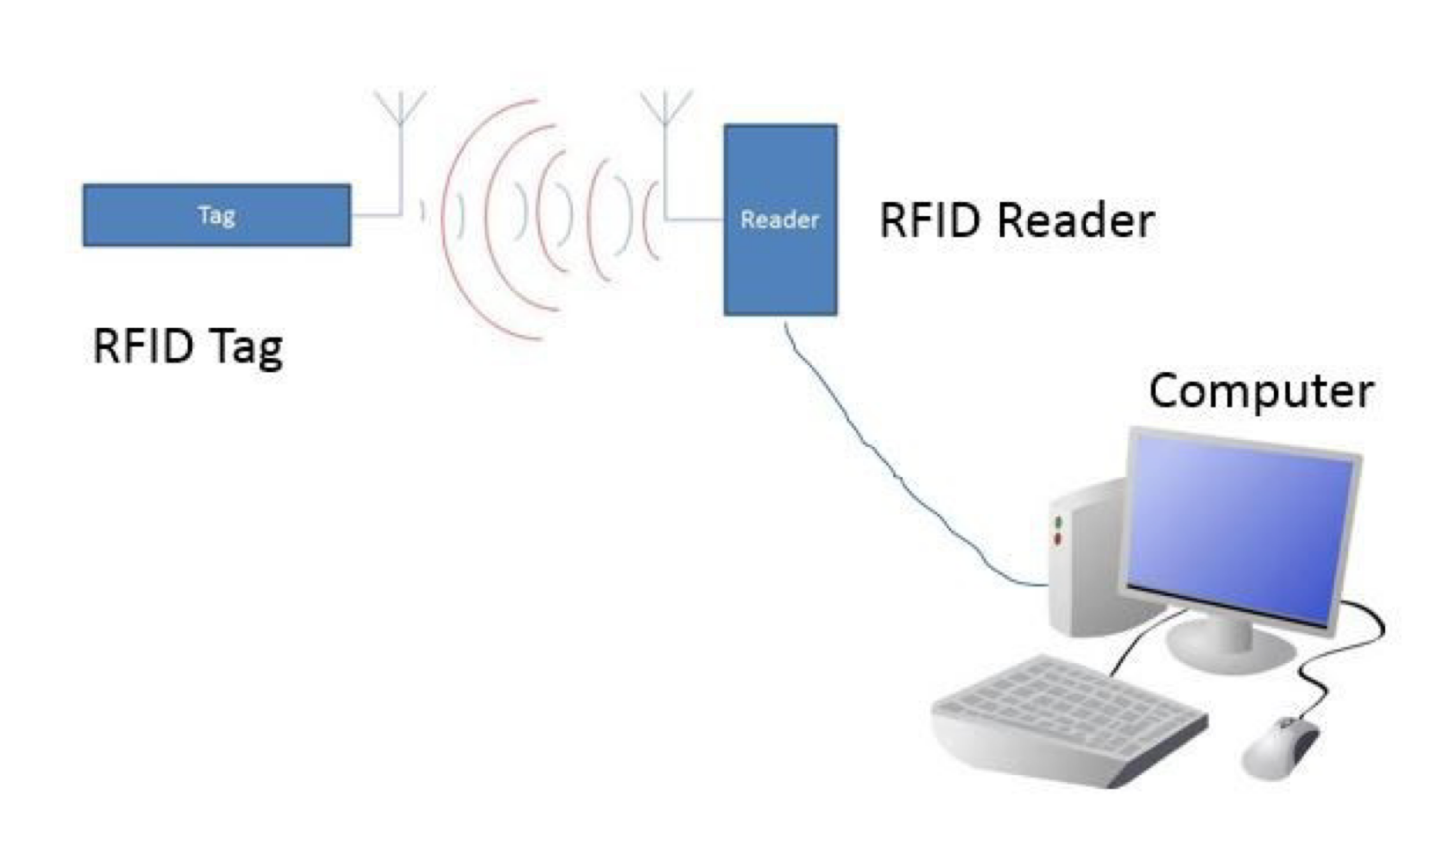 Tag
Reader
RFID Reader
RFID Tag
Computer